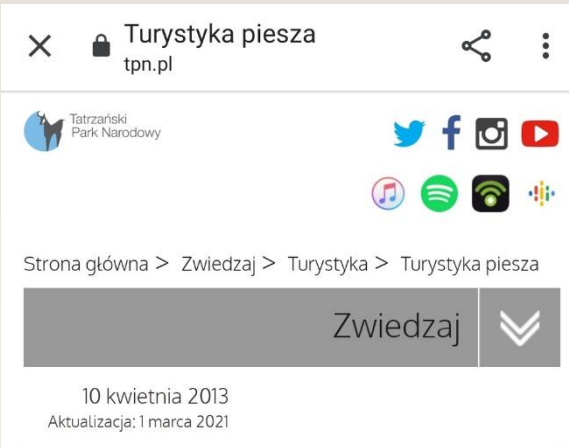 Turystyka piesza
tpn.pl
Tatrzański
Park Narodowy
Strona główna > Zwiedzaj > Turystyka > Turystyka piesza
Zwiedzaj
10 kwietnia 2013
Aktualizacja: 1 marca 2021